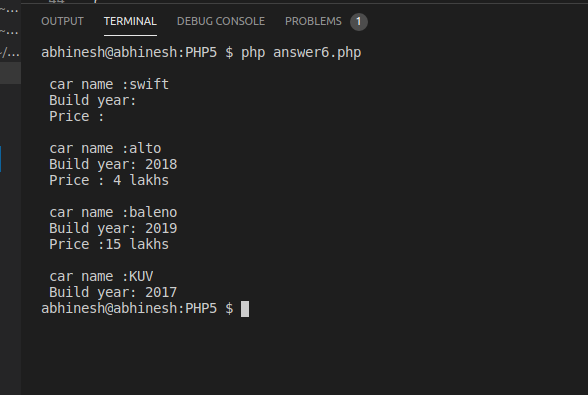 OUTPUT TERMINAL DEBUG CONSOLE PROBLEMS 1
abhinesh@abhinesh:PHP5 $ php answer6.php
car name :swift
Build year:
Price :
car name :alto
Build year: 2018
Price : 4 lakhs
car name :baleno
Build year: 2019
Price :15 lakhs
car name :KUV
Build year: 2017
abhinesh@abhinesh:PHP5 $